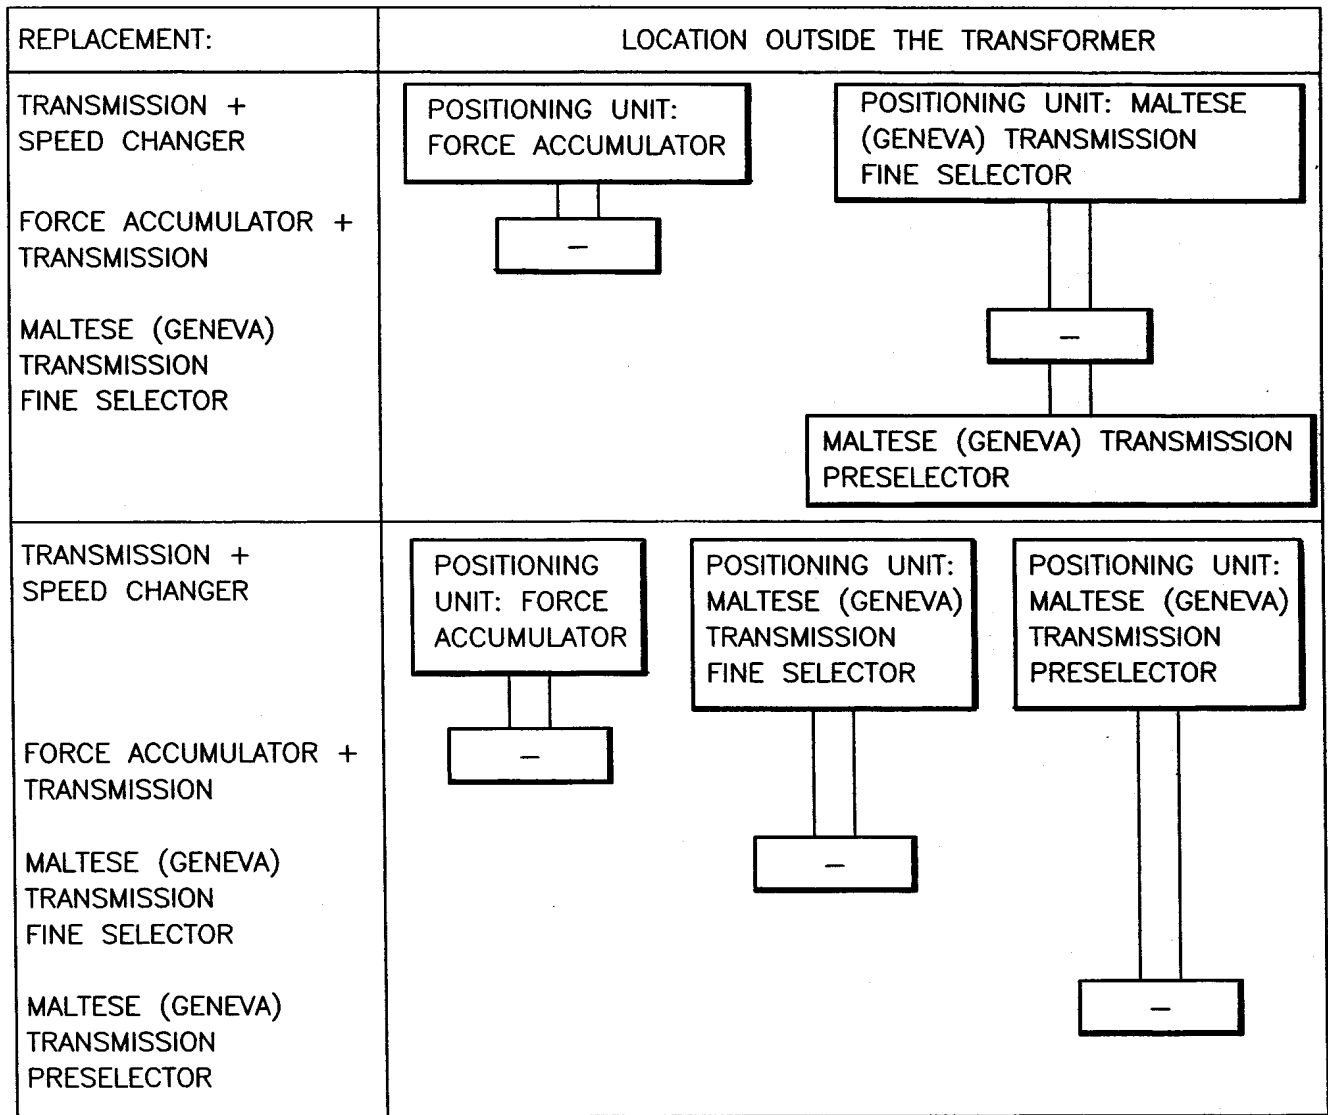 REPLACEMENT:
LOCATION OUTSIDE THE TRANSFORMER
TRANSMISSION +
SPEED CHANGER
FORCE ACCUMULATOR +
TRANSMISSION
MALTESE (GENEVA)
TRANSMISSION
FINE SELECTOR
POSITIONING UNIT:
FORCE ACCUMULATOR
–
POSITIONING UNIT: MALTESE
(GENEVA) TRANSMISSION
FINE SELECTOR
–
MALTESE (GENEVA) TRANSMISSION
PRESELECTOR
TRANSMISSION +
SPEED CHANGER
FORCE ACCUMULATOR +
TRANSMISSION
MALTESE (GENEVA)
TRANSMISSION
FINE SELECTOR
MALTESE (GENEVA)
TRANSMISSION
PRESELECTOR
POSITIONING
UNIT: FORCE
ACCUMULATOR
–
POSITIONING UNIT:
MALTESE (GENEVA)
TRANSMISSION
FINE SELECTOR
–
POSITIONING UNIT:
MALTESE (GENEVA)
TRANSMISSION
PRESELECTOR
–